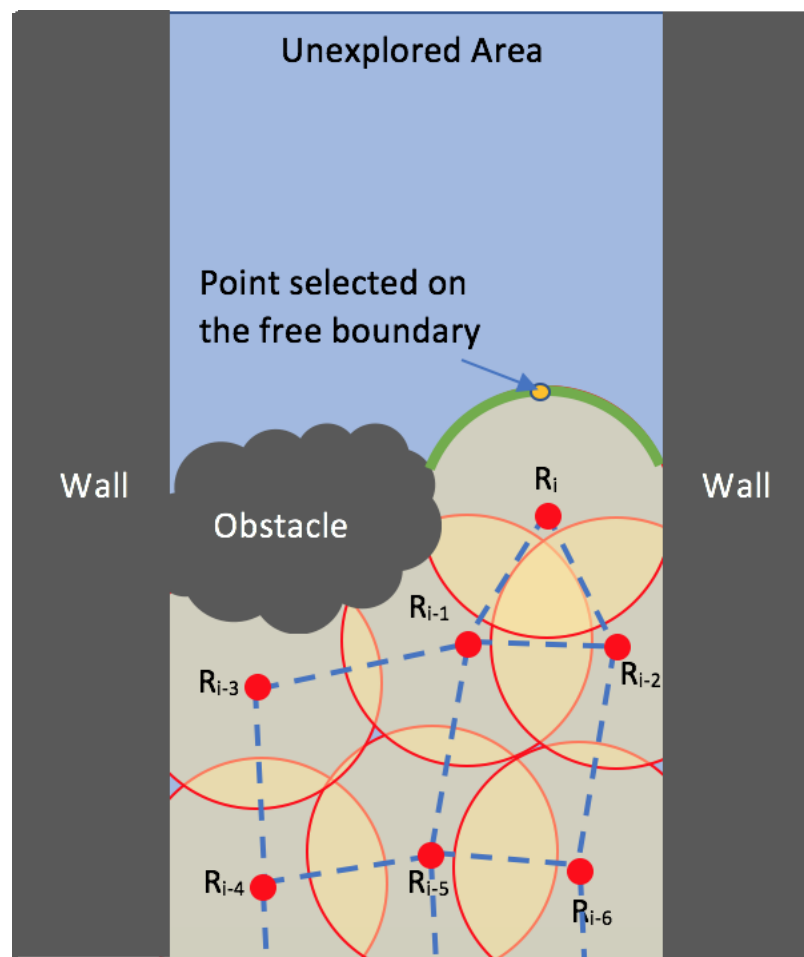 Unexplored Area
Point selected on
the free boundary
Wall
Wall
Obstacle
Ri
Ri-1
Ri-2
Ri-3
Ri-4
Ri-5
Ri-6